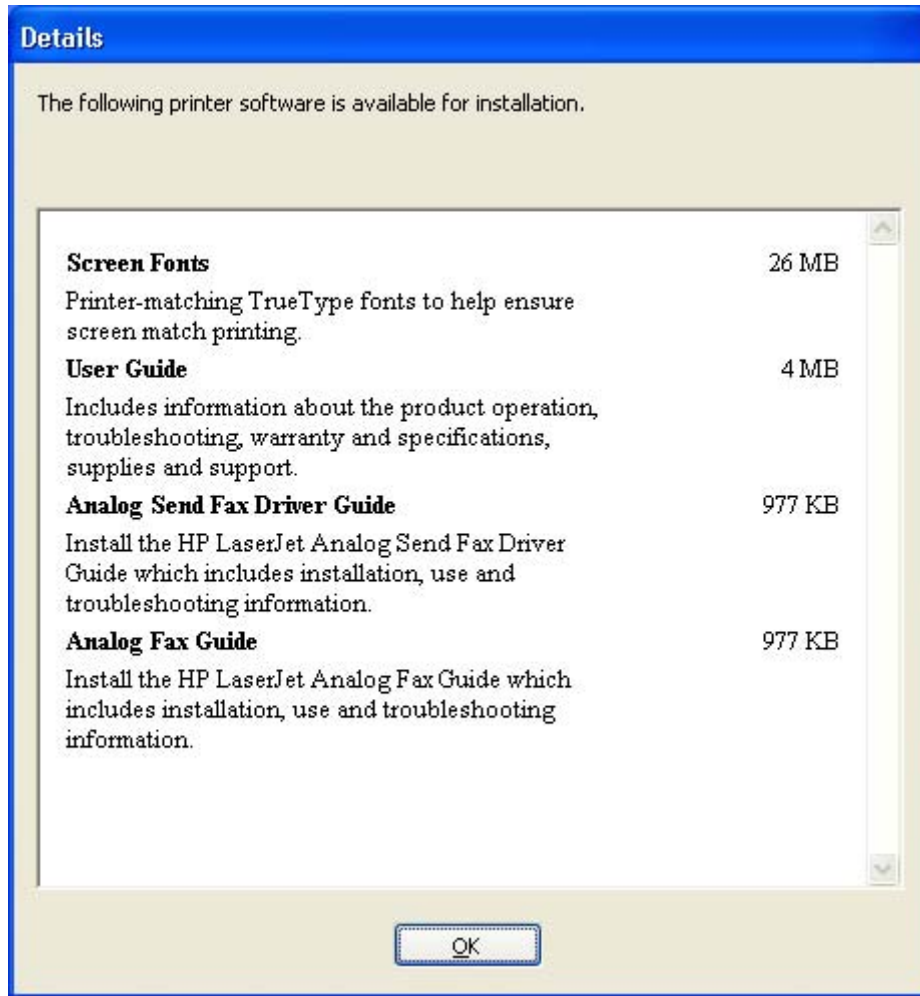 Details
The following printer software is available for installation.
Screen Fonts 26 MB
Printer-matching TrueType fonts to help ensure
screen match printing.
User Guide 4 MB
Includes information about the product operation,
troubleshooting, warranty and specifications,
supplies and support.
Analog Send Fax Driver Guide 977 KB
Install the HP LaserJet Analog Send Fax Driver
Guide which includes installation, use and
troubleshooting information.
Analog Fax Guide 977 KB
Install the HP LaserJet Analog Fax Guide which
includes installation, use and troubleshooting
information.
OK